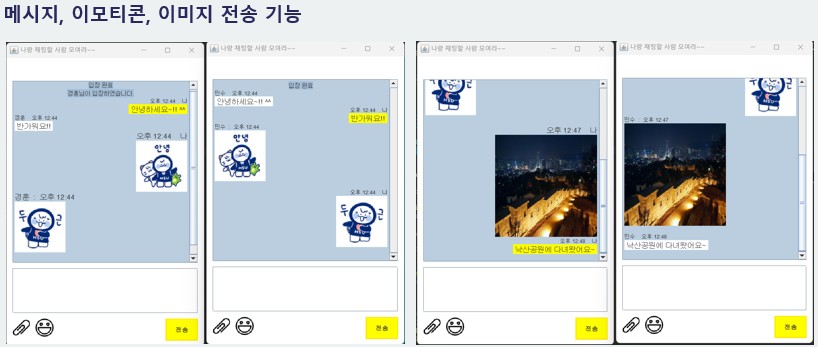 메시지, 이모티콘, 이미지 전송 기능
나랑 채팅할 사람 모여라~~
입장 완료
경훈님이 입장하였습니다.
오후 12:44 나
안녕하세요~!! ^^
경훈 : 오후 12:44
반가워요!!
오후 12:44 나
안녕
경훈 : 오후 12:44
두근
전송
나랑 채팅할 사람 모여라~~
입장 완료
민수 : 오후 12:44
안녕하세요~!! ^^
오후 12:44 나
반가워요!!
민수 : 오후 12:44
안녕
오후 12:44 나
두근
전송
나랑 채팅할 사람 모여라~~
오후 12:47 나
오후 12:48 나
낙산공원에 다녀왔어요~
전송
나랑 채팅할 사람 모여라~~
민수 : 오후 12:47
민수 : 오후 12:48
낙산공원에 다녀왔어요~
전송